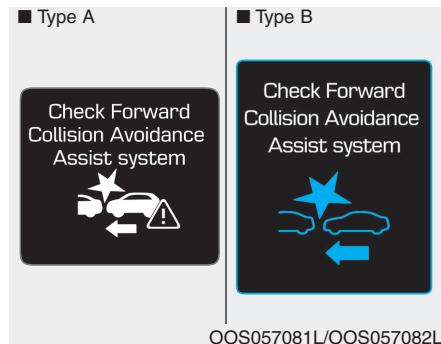 ■ Type A
■ Type B
Check Forward
Collision Avoidance
Assist system
Check Forward
Collision Avoidance
Assist system
OOS057081L/OOS057082L